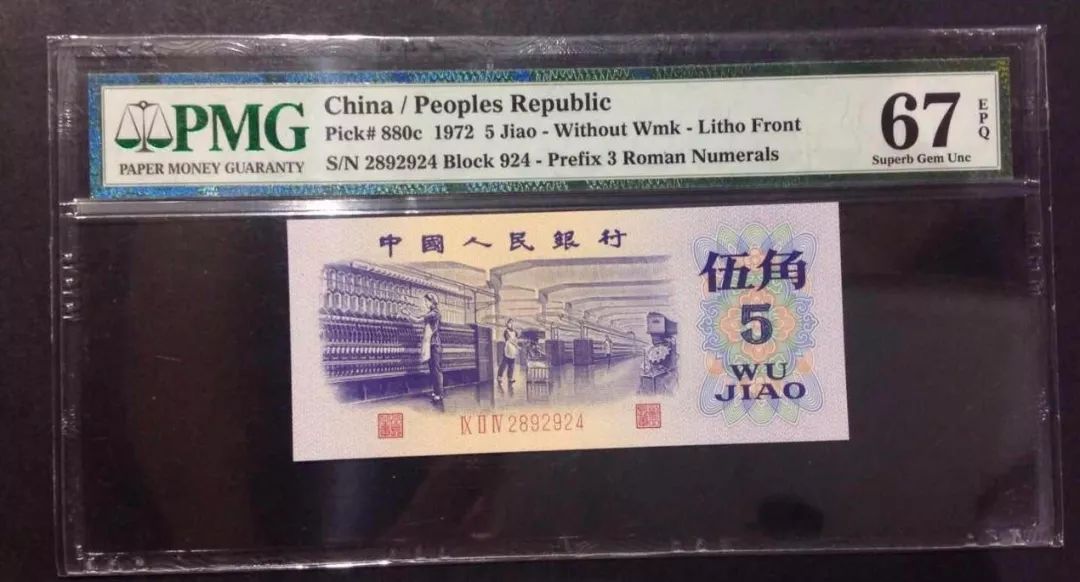 PMG
PAPER MONEY GUARANTY
China / Peoples Republic
Pick# 880c 1972 5 Jiao - Without Wmk - Litho Front
S/N 2892924 Block 924 - Prefix 3 Roman Numerals
67
EPQ
Superb Gem Unc
中國人民銀行
伍角
5
WU
JIAO
IX II IV 2892924